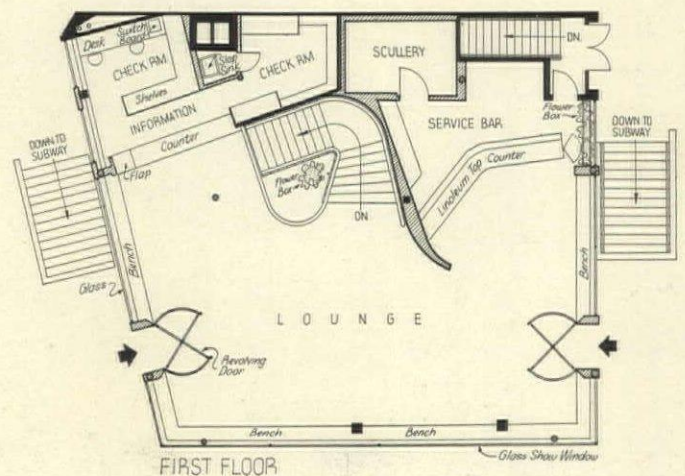 Desk
Switch
Board
CHECK RM.
Shelves
Slop
Sink
CHECK RM.
SCULLERY
DN.
INFORMATION
Counter
Flap
SERVICE BAR
Flower
Box
Linoleum Top Counter
DOWN TO
SUBWAY
DOWN TO
SUBWAY
Flower
Box
DN.
Bench
Bench
Glass
LOUNGE
Revolving
Door
Bench
Bench
Glass Show Window
FIRST FLOOR